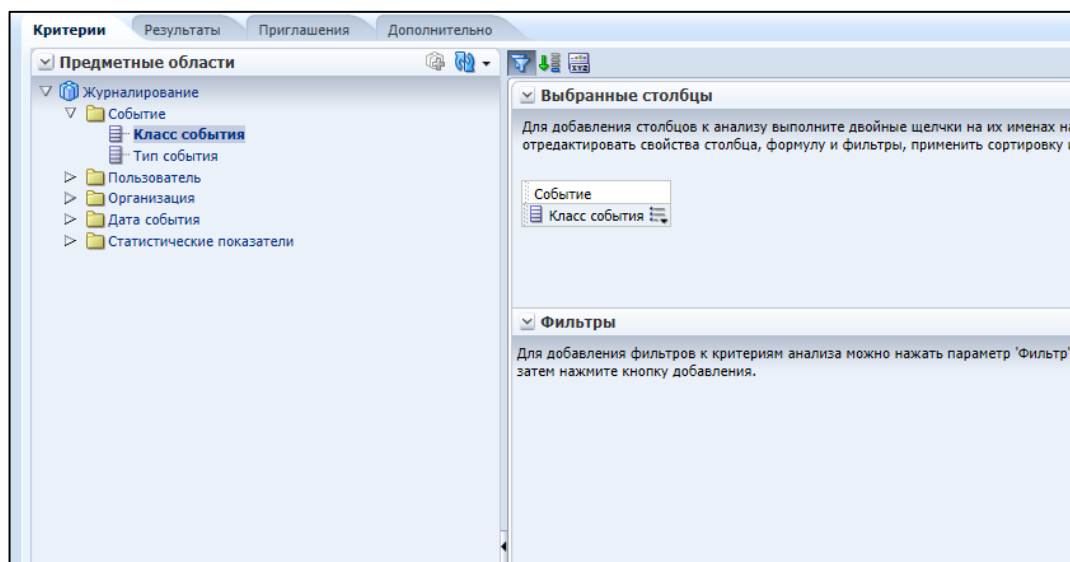 Критерии Результаты Приглашения Дополнительно
Предметные области
Журналирование
Событие
Класс события
Тип события
Пользователь
Организация
Дата события
Статистические показатели
XYZ
Выбранные столбцы
Для добавления столбцов к анализу выполните двойные щелчки на их именах
отредактировать свойства столбца, формулу и фильтры, применить сортировку
Событие
Класс события
Фильтры
Для добавления фильтров к критериям анализа можно нажать параметр 'Фильтр'
затем нажмите кнопку добавления.